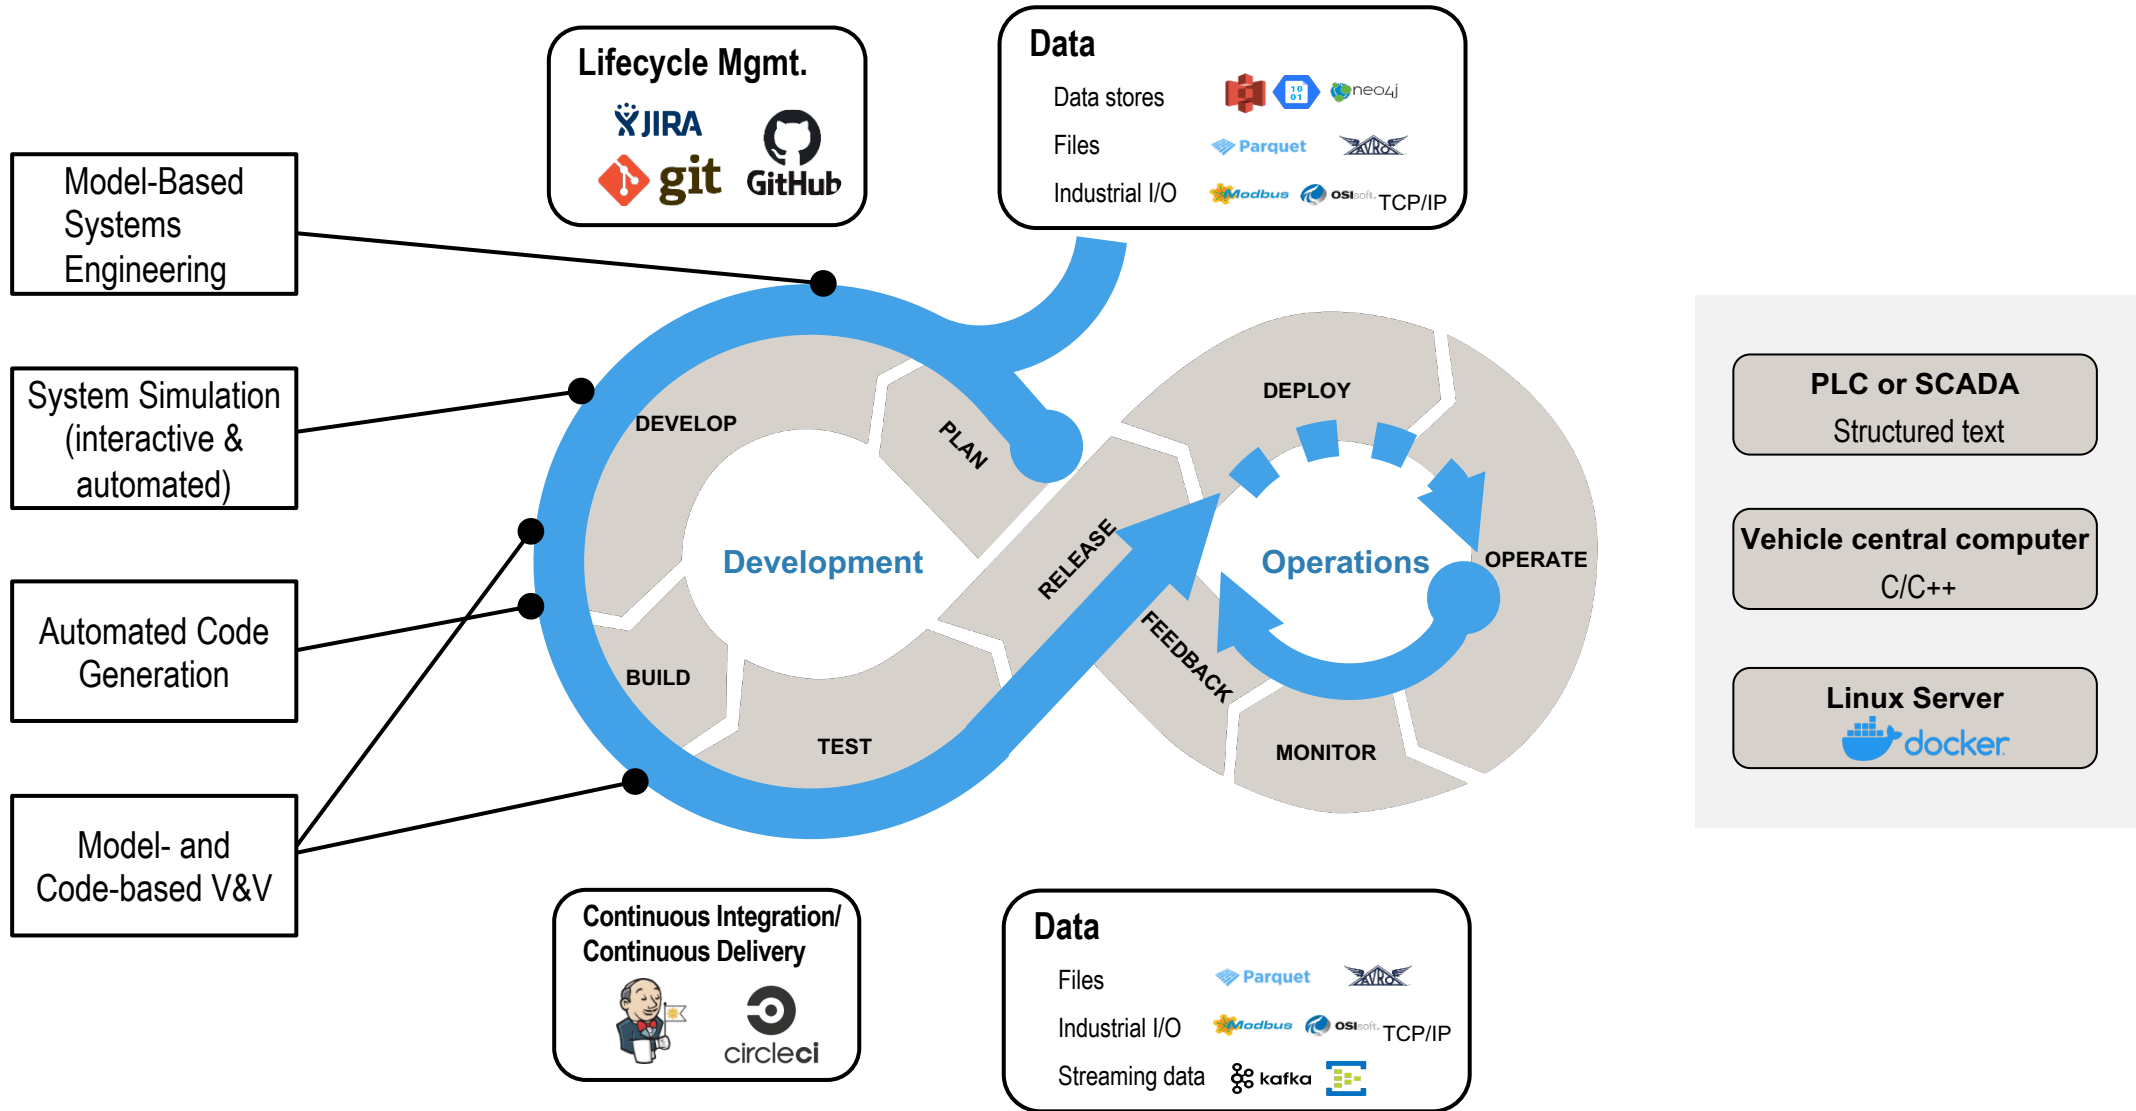 Lifecycle Mgmt.
JIRA
git
GitHub
Data
Data stores
10
01
neo4j
Files
Parquet
AVRO
Industrial I/O
Modbus
OSIsoft.
TCP/IP
Model-Based
Systems
Engineering
System Simulation
(interactive &
automated)
Automated Code
Generation
Model- and
Code-based V&V
DEVELOP
PLAN
BUILD
TEST
Development
RELEASE
DEPLOY
OPERATE
Operations
FEEDBACK
MONITOR
PLC or SCADA
Structured text
Vehicle central computer
C/C++
Linux Server
docker
Continuous Integration/
Continuous Delivery
circleci
Data
Files
Parquet
AVRO
Industrial I/O
Modbus
OSIsoft.
TCP/IP
Streaming data
kafka